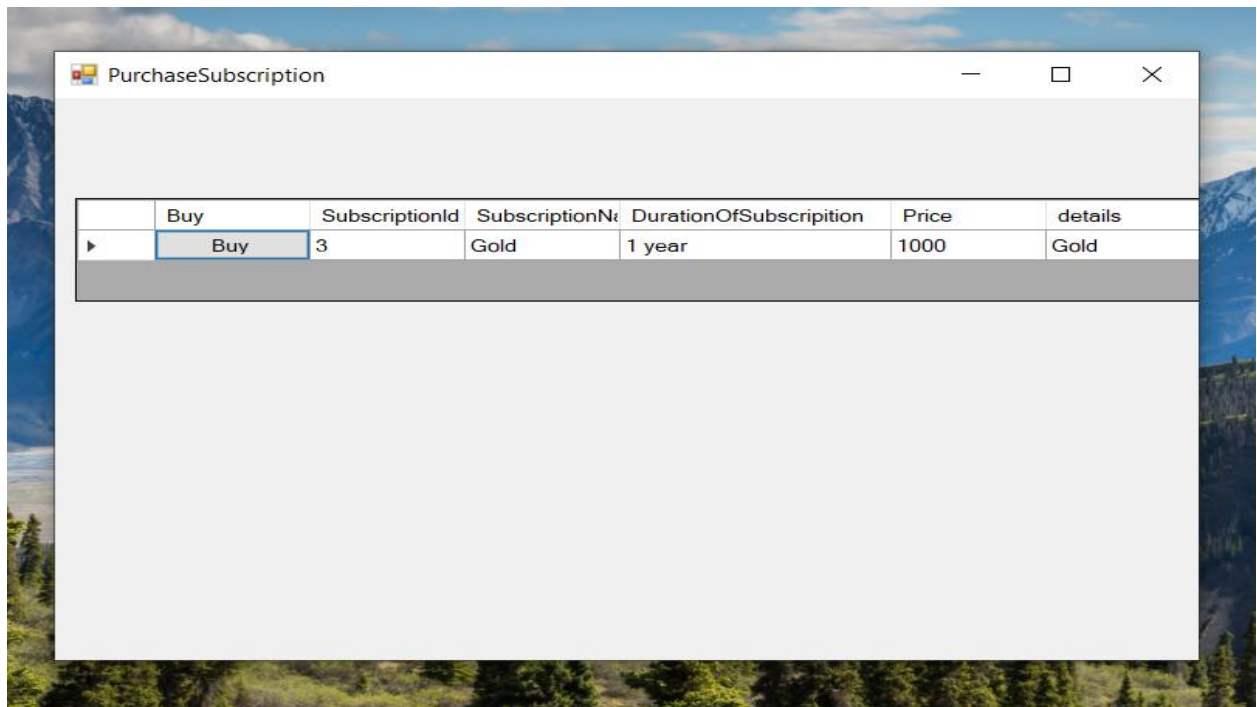 PurchaseSubscription
Buy SubscriptionId SubscriptionNa DurationOfSubscripition Price details
Buy 3 Gold 1 year 1000 Gold